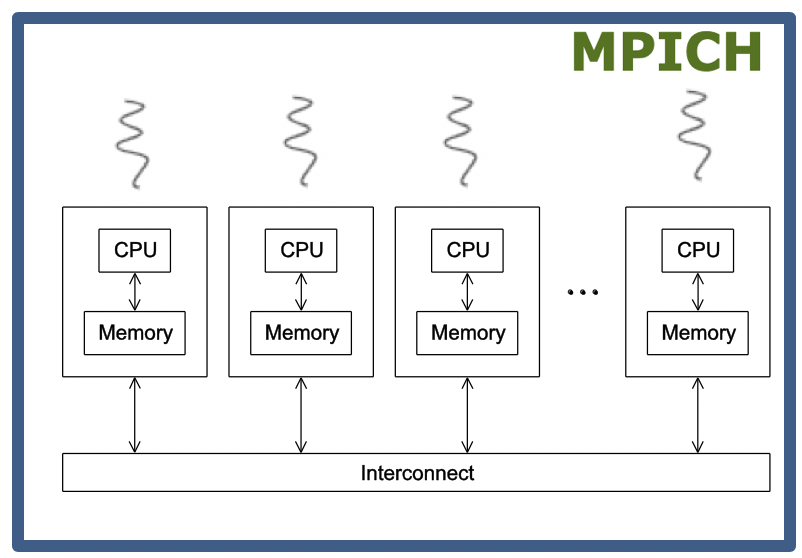 MPICH
CPU CPU CPU CPU
...
Memory Memory Memory Memory
Interconnect